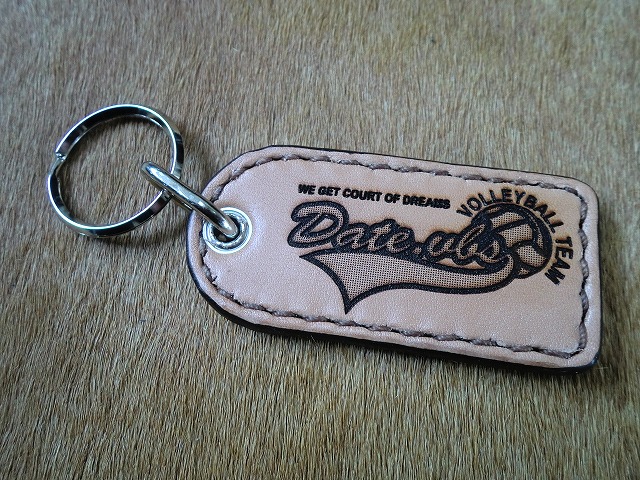 WE GET COURT OF DREAMS
Date.vbs
VOLLEYBALL TEAM